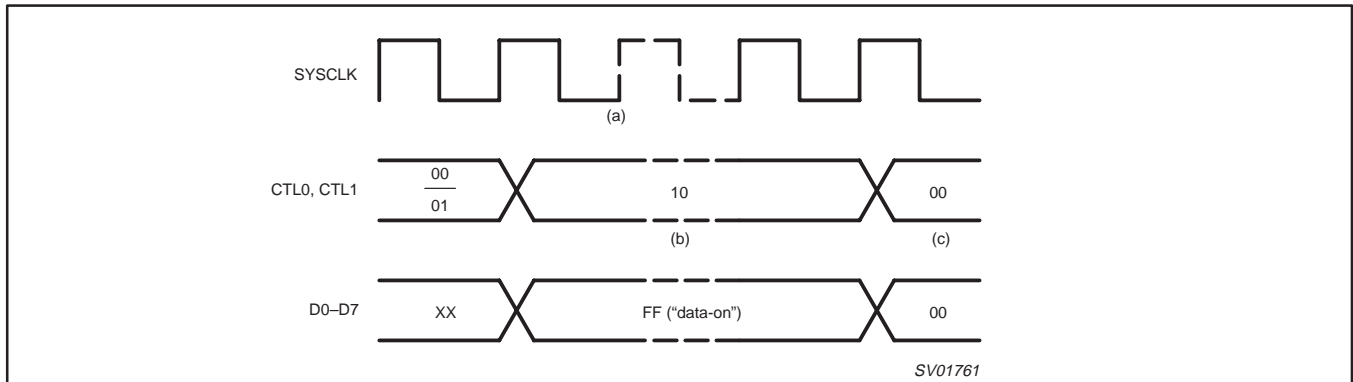 SYSCLK
(a)
CTL0, CTL1
00
01
10
00
(b)
(c)
D0–D7
XX
FF (“data-on”)
00
SV01761